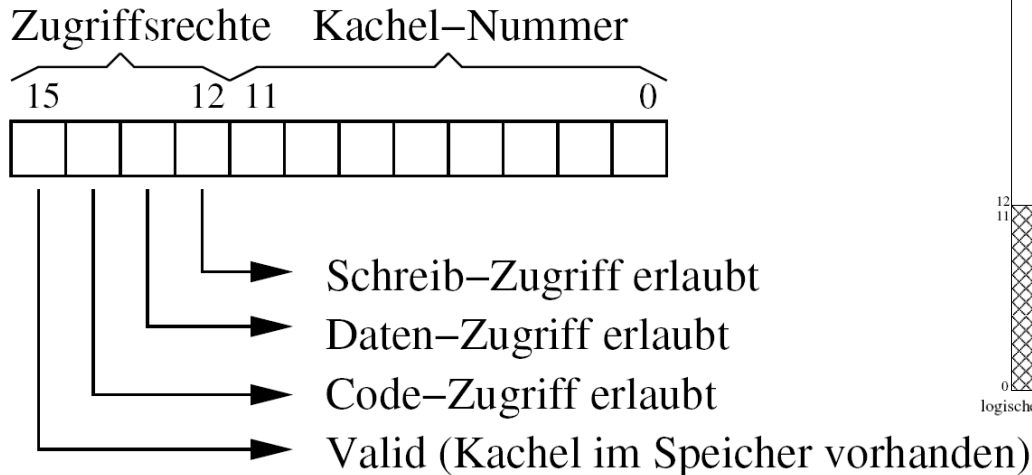 Zugriffsrechte Kachel–Nummer
15 12 11 0
Schreib–Zugriff erlaubt
Daten–Zugriff erlaubt
Code–Zugriff erlaubt
Valid (Kachel im Speicher vorhanden)
12
11
0